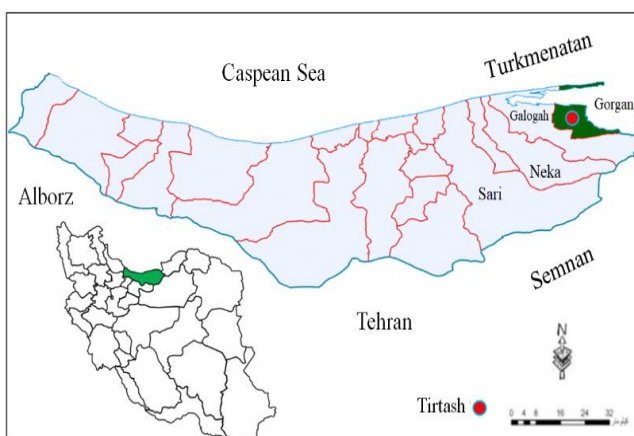 Turkmenatan
Caspean Sea
Gorgan
Galogah
Neka
Alborz
Sari
Semnan
Tehran
N
Tirtash
0 4 8 16 24 32